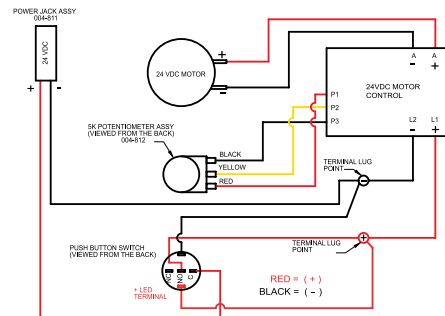 POWER JACK ASSY
004-811
24 VDC
+
-
24 VDC MOTOR
+
-
A
-
A
+
24VDC MOTOR
CONTROL
P1
P2
P3
L2
-
L1
+
5K POTENTIOMETER ASSY
(VIEWED FROM THE BACK)
004-812
BLACK
YELLOW
RED
TERMINAL LUG
POINT
-
PUSH BUTTON SWITCH
(VIEWED FROM THE BACK)
NC
NO
C
+ LED
TERMINAL
TERMINAL LUG
POINT
+
RED = ( + )
BLACK = ( - )